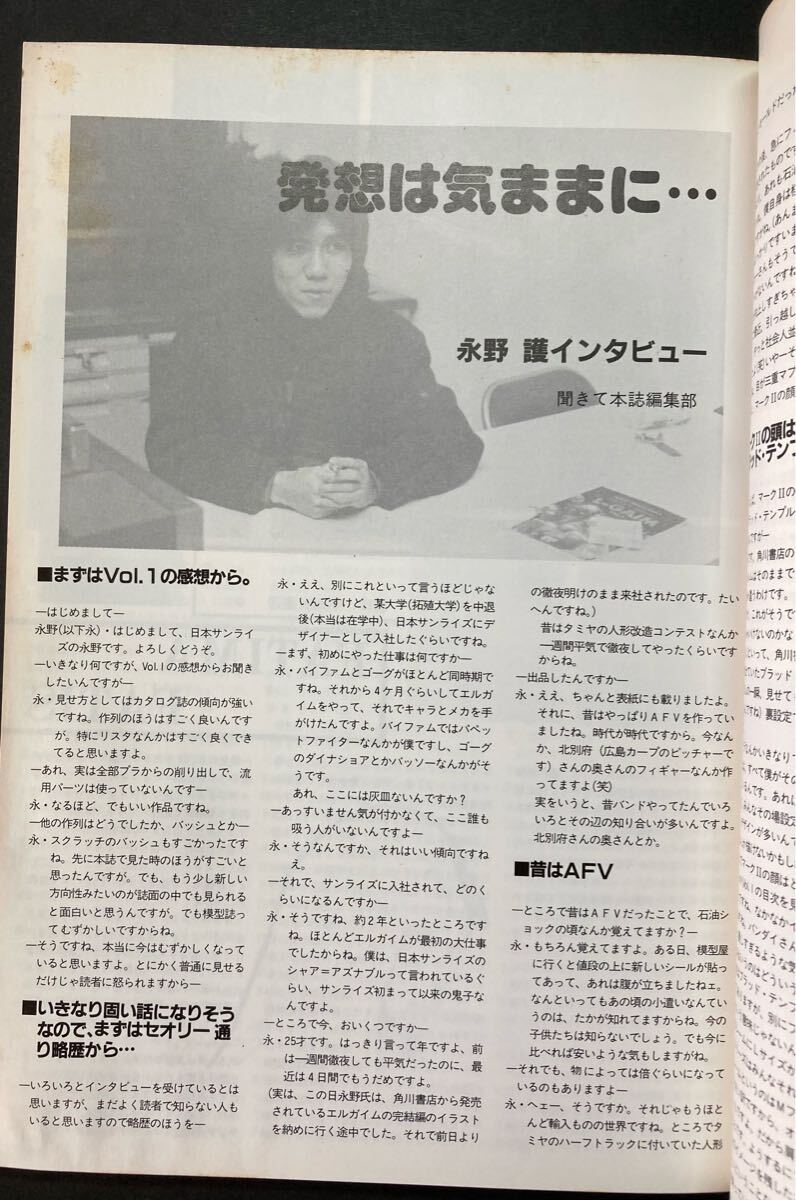 発想は気ままに…
永野 護インタビュー
聞きて本誌編集部
■まずはVol.1の感想から。
―はじめまして―
永野(以下永)・はじめまして、日本サンライ
ズの永野です。よろしくどうぞ。
―いきなり何ですが、Vol.1の感想からお聞き
したいんですが―
永・見せ方としてはカタログ誌の傾向が強い
ですね。作列のほうはすごく良いんです
が。特にリスタなんかはすごく良くでき
てると思いますよ。
―あれ、実は全部プラからの削り出しで、流
用パーツは使っていないんです―
永・なるほど、でもいい作品ですね。
―他の作列はどうでしたか、バッシュとか―
永・スクラッチのバッシュもすごかったです
ね。先に本誌で見た時のほうがすごいと
思ったんですが。でも、もう少し新しい
方向性みたいのが誌面の中でも見られる
と面白いと思うんですが。でも模型誌っ
てむずかしいですからね。
―そうですね、本当に今はむずかしくなって
いると思いますよ。とにかく普通に見せる
だけじゃ読者に怒られますから―
■いきなり固い話になりそう
なので、まずはセオリー通
り略歴から…
―いろいろとインタビューを受けているとは
思いますが、まだよく読者で知らない人も
いると思いますので略歴のほうを―
永・ええ、別にこれといって言うほどじゃな
いんですけど、某大学(拓殖大学)を中退
後(本当は在学中)、日本サンライズにデ
ザイナーとして入社したぐらいですね。
―まず、初めにやった仕事は何ですか―
永・バイファムとゴーグがほとんど同時期で
すね。それから4ケ月ぐらいしてエルガ
イムをやって、それでキャラとメカを手
がけたんですよ。バイファムではパペッ
トファイターなんかが僕ですし、ゴーグ
のダイナショアとかバッソーなんかがそ
うです。
あれ、ここには灰皿ないんですか?
―あっすいません気が付かなくて、ここ誰も
吸う人がいないんですよ―
永・そうなんですか、それはいい傾向ですね
え。
―それで、サンライズに入社されて、どのく
らいになるんですか―
永・そうですね、約2年といったところです
ね。ほとんどエルガイムが最初の大仕事
でしたからね。僕は、日本サンライズの
シャア=アズナブルって言われているぐ
らい、サンライズ初まって以来の鬼子な
んですよ。
―ところで今、おいくつですか―
永・25才です。はっきり言って年ですよ、前
は一週間徹夜しても平気だったのに、最
近は4日間でもうだめですよ。
(実は、この日永野氏は、角川書店から発売
されているエルガイムの完結編のイラスト
を納めに行く途中でした。それで前日より
の徹夜明けのまま来社されたのです。たい
へんですね。)
昔はタミヤの人形改造コンテストなんか
一週間平気で徹夜してやったくらいです
からね。
―出品したんですか―
永・ええ、ちゃんと表紙にも載りましたよ。
それに、昔はやっぱりAFVを作ってい
ましたね。時代が時代ですから。今なん
か、北別府(広島カープのピッチャーで
す)さんの奥さんのフィギャーなんか作
ってますよ(笑)
実をいうと、昔バンドやってたんでいろ
いろとその辺の知り合いが多いんですよ。
北別府さんの奥さんとか。
■昔はAFV
―ところで昔はAFVだったことで、石油シ
ョックの頃なんか覚えてますか?―
永・もちろん覚えてますよ。ある日、模型屋
に行くと値段の上に新しいシールが貼っ
てあって、あれは腹が立ちましたねェ。
なんといってもあの頃の小遣いなんてい
うのは、たかが知れてますからね。今の
子供たちは知らないでしょう。でも今に
比べれば安いような気もしますがね。
―それでも、物によっては倍ぐらいになって
いるのもありますよ―
永・ヘェー、そうですか。それじゃもうほと
んど輸入ものの世界ですね。ところでタ
ミヤのハーフトラックに付いていた人形